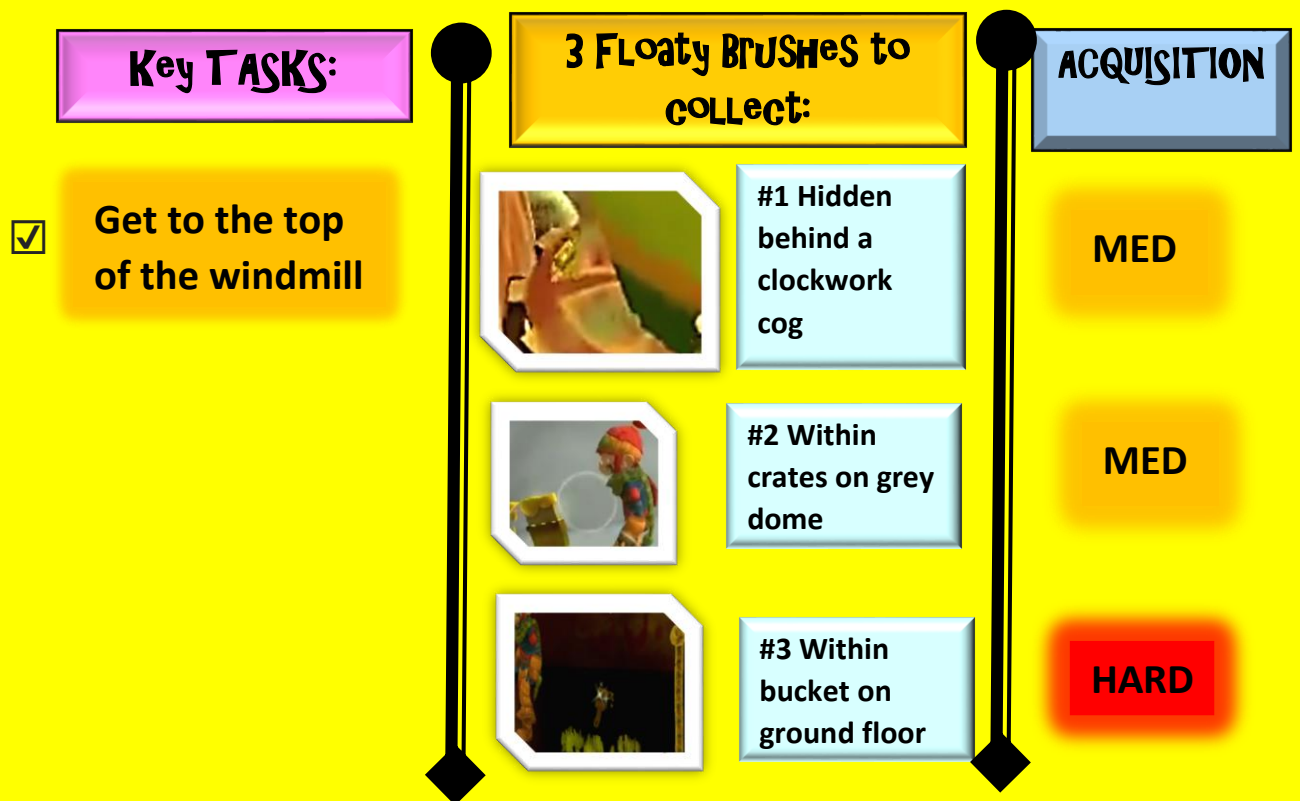 Key TASKS:
3 FLoaty BrUSHeS to
coLLect:
ACQUISITION
☑ Get to the top
of the windmill
#1 Hidden
behind a
clockwork
cog
MED
#2 Within
crates on grey
dome
MED
#3 Within
bucket on
ground floor
HARD